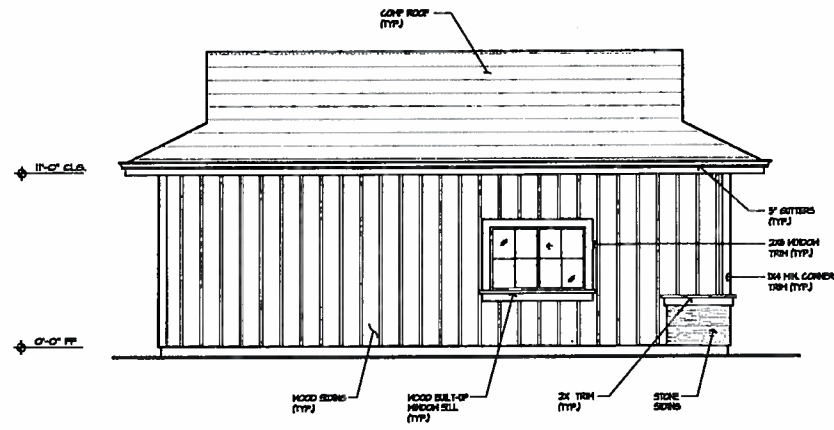 COMP ROOF
(TYP.)
11'-0" CLG.
5" GUTTERS
(TYP.)
2X8 WINDOW
TRIM (TYP.)
1X4 MIN. CORNER
TRIM (TYP.)
0'-0" FF
WOOD SIDING
(TYP.)
WOOD BUILT-UP
WINDOW SILL
(TYP.)
2X TRIM
(TYP.)
STONE
SIDING